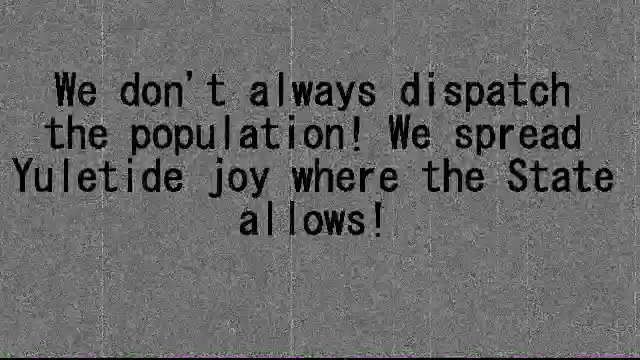 We don't always dispatch
the population! We spread
Yuletide joy where the State
allows!